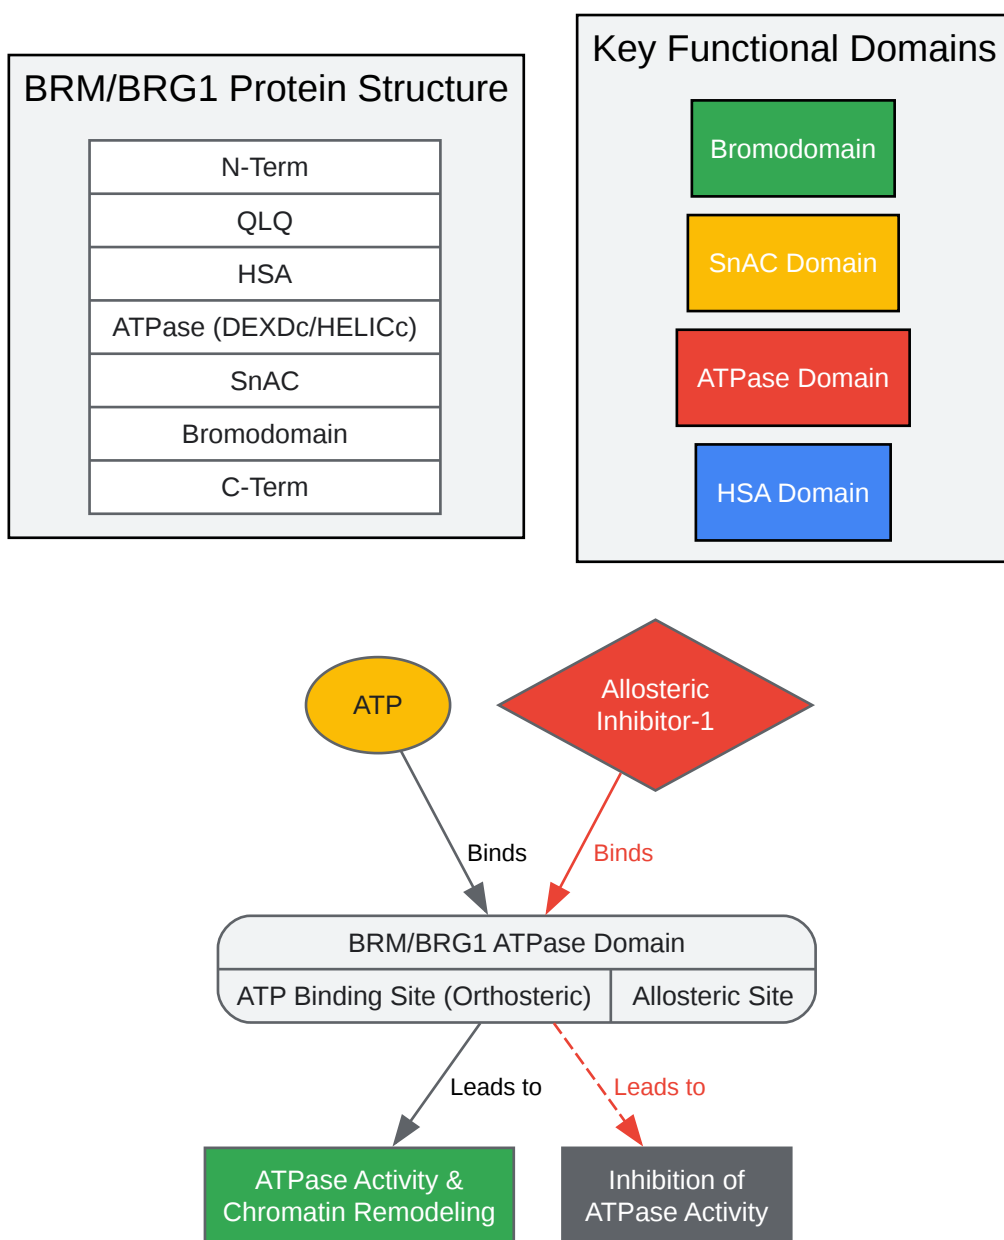 BRM/BRG1 Protein Structure
N-Term
QLQ
HSA
ATPase (DEXDc/HELICc)
SnAC
Bromodomain
C-Term
Key Functional Domains
Bromodomain
SnAC Domain
ATPase Domain
HSA Domain
ATP
Allosteric
Inhibitor-1
Binds
Binds
BRM/BRG1 ATPase Domain
ATP Binding Site (Orthosteric)
Allosteric Site
Leads to
Leads to
ATPase Activity &
Chromatin Remodeling
Inhibition of
ATPase Activity